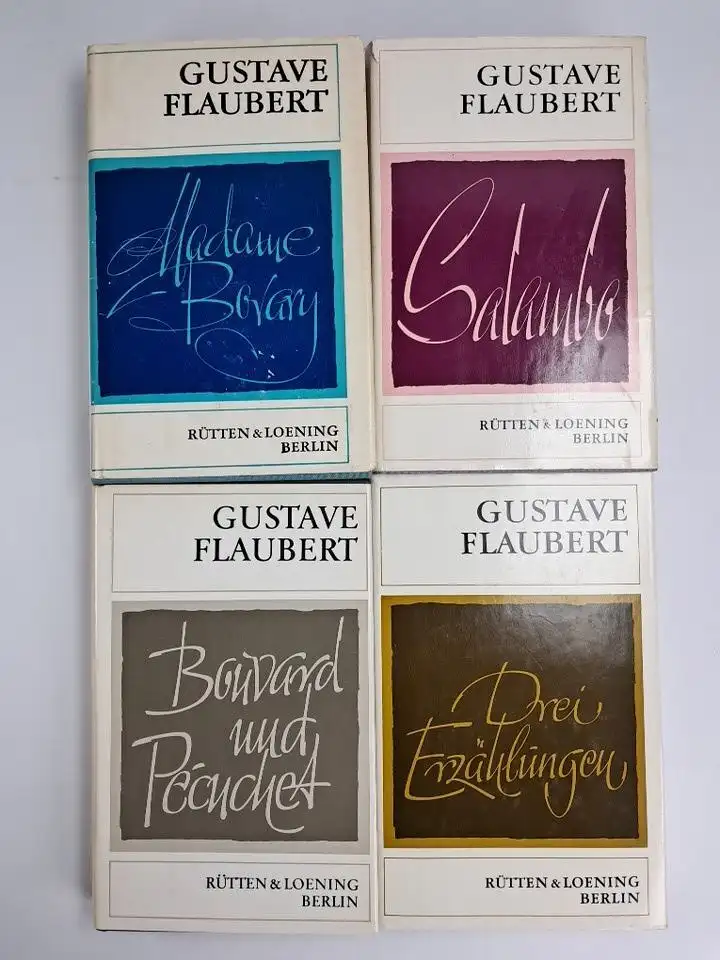 GUSTAVE
FLAUBERT
Madame
Bovary
RÜTTEN & LOENING
BERLIN
GUSTAVE
FLAUBERT
Salambo
RÜTTEN & LOENING
BERLIN
GUSTAVE
FLAUBERT
Bouvard
und
Pécuchet
RÜTTEN & LOENING
BERLIN
GUSTAVE
FLAUBERT
Drei
Erzählungen
RÜTTEN & LOENING
BERLIN